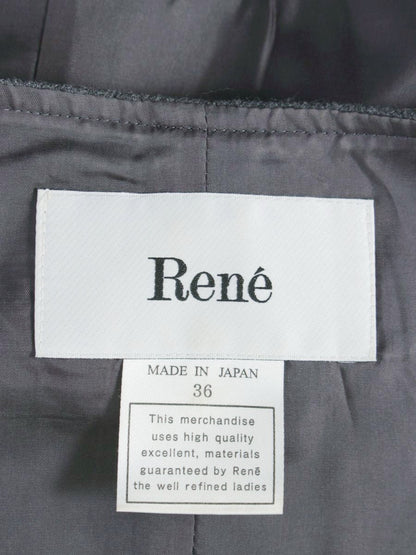 René
MADE IN JAPAN
36
This merchandise
uses high quality
excellent, materials
guaranteed by René
the well refined ladies